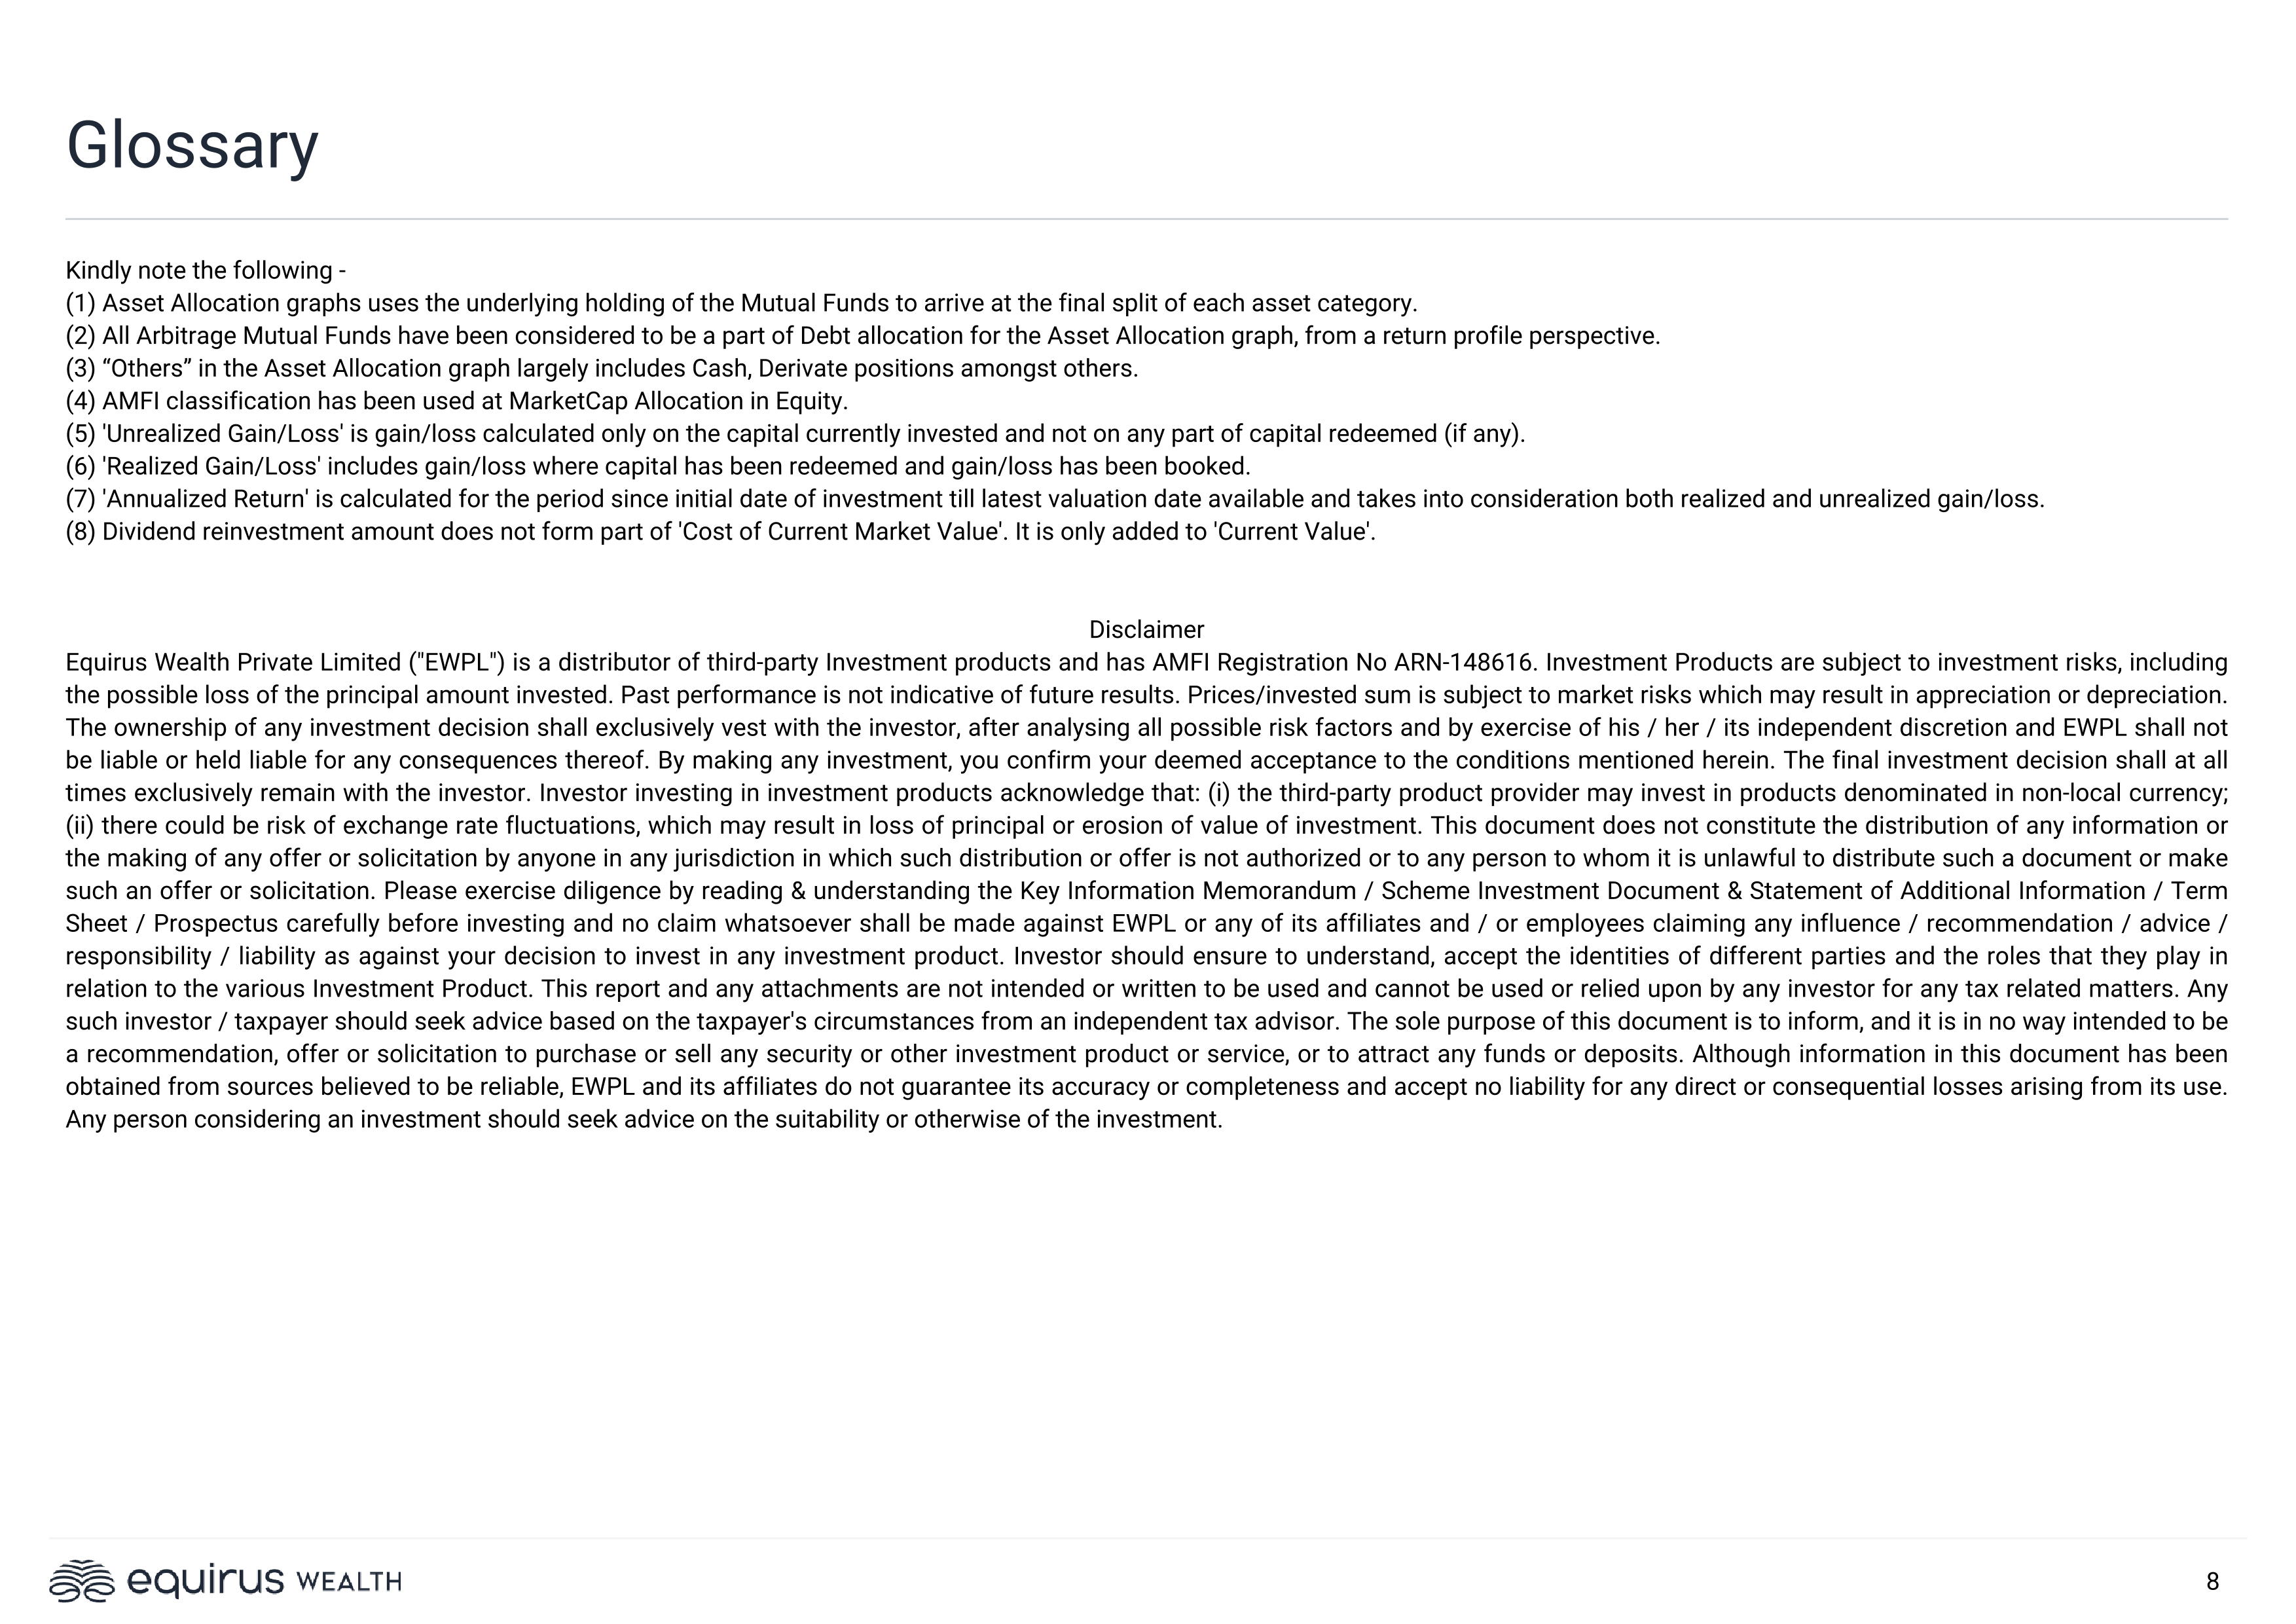 Glossary
Kindly note the following -
(1) Asset Allocation graphs uses the underlying holding of the Mutual Funds to arrive at the final split of each asset category.
(2) All Arbitrage Mutual Funds have been considered to be a part of Debt allocation for the Asset Allocation graph, from a return profile perspective.
(3) “Others” in the Asset Allocation graph largely includes Cash, Derivate positions amongst others.
(4) AMFI classification has been used at MarketCap Allocation in Equity.
(5) 'Unrealized Gain/Loss' is gain/loss calculated only on the capital currently invested and not on any part of capital redeemed (if any).
(6) 'Realized Gain/Loss' includes gain/loss where capital has been redeemed and gain/loss has been booked.
(7) 'Annualized Return' is calculated for the period since initial date of investment till latest valuation date available and takes into consideration both realized and unrealized gain/loss.
(8) Dividend reinvestment amount does not form part of 'Cost of Current Market Value'. It is only added to 'Current Value'.
Disclaimer
Equirus Wealth Private Limited ("EWPL") is a distributor of third-party Investment products and has AMFI Registration No ARN-148616. Investment Products are subject to investment risks, including
the possible loss of the principal amount invested. Past performance is not indicative of future results. Prices/invested sum is subject to market risks which may result in appreciation or depreciation.
The ownership of any investment decision shall exclusively vest with the investor, after analysing all possible risk factors and by exercise of his / her / its independent discretion and EWPL shall not
be liable or held liable for any consequences thereof. By making any investment, you confirm your deemed acceptance to the conditions mentioned herein. The final investment decision shall at all
times exclusively remain with the investor. Investor investing in investment products acknowledge that: (i) the third-party product provider may invest in products denominated in non-local currency;
(ii) there could be risk of exchange rate fluctuations, which may result in loss of principal or erosion of value of investment. This document does not constitute the distribution of any information or
the making of any offer or solicitation by anyone in any jurisdiction in which such distribution or offer is not authorized or to any person to whom it is unlawful to distribute such a document or make
such an offer or solicitation. Please exercise diligence by reading & understanding the Key Information Memorandum / Scheme Investment Document & Statement of Additional Information / Term
Sheet / Prospectus carefully before investing and no claim whatsoever shall be made against EWPL or any of its affiliates and / or employees claiming any influence / recommendation / advice /
responsibility / liability as against your decision to invest in any investment product. Investor should ensure to understand, accept the identities of different parties and the roles that they play in
relation to the various Investment Product. This report and any attachments are not intended or written to be used and cannot be used or relied upon by any investor for any tax related matters. Any
such investor / taxpayer should seek advice based on the taxpayer's circumstances from an independent tax advisor. The sole purpose of this document is to inform, and it is in no way intended to be
a recommendation, offer or solicitation to purchase or sell any security or other investment product or service, or to attract any funds or deposits. Although information in this document has been
obtained from sources believed to be reliable, EWPL and its affiliates do not guarantee its accuracy or completeness and accept no liability for any direct or consequential losses arising from its use.
Any person considering an investment should seek advice on the suitability or otherwise of the investment.
equirus WEALTH
8